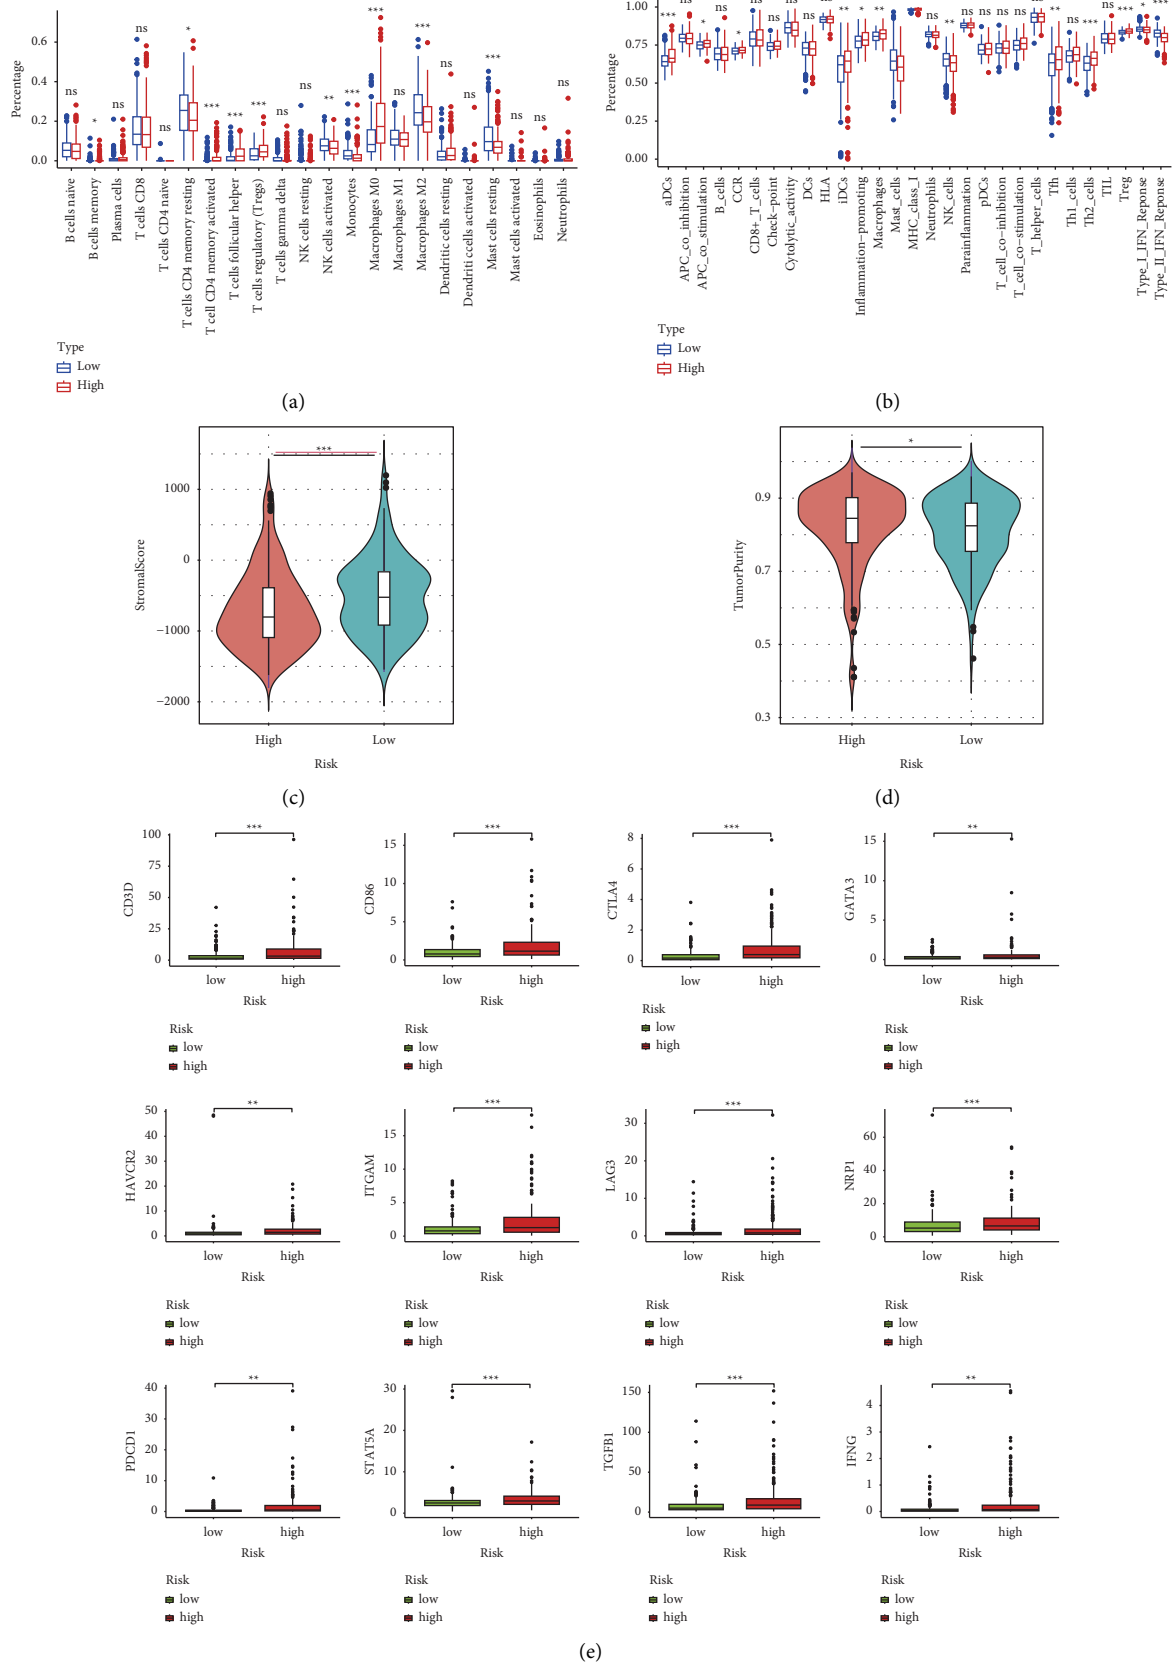 Percentage
0.6
0.4
0.2
0.0
ns
*
ns
ns
ns
*
***
***
***
ns
ns
**
***
***
ns
***
ns
ns
***
ns
ns
ns
B cells naive
B cells memory
Plasma cells
T cells CD8
T cells CD4 naive
T cells CD4 memory resting
T cell CD4 memory activated
T cells follicular helper
T cells regulatory (Tregs)
T cells gamma delta
NK cells resting
NK cells activated
Monocytes
Macrophages M0
Macrophages M1
Macrophages M2
Dendritic cells resting
Dendriti cells activated
Mast cells resting
Mast cells activated
Eosinophils
Neutrophils
Type
Low
High
(a)
Percentage
1.00
0.75
0.50
0.25
0.00
***
ns
*
ns
*
ns
ns
ns
ns
ns
**
*
**
ns
ns
**
ns
ns
ns
ns
ns
**
ns
***
ns
***
*
***
aDCs
APC_co_inhibition
APC_co_stimulation
B_cells
CCR
CD8+_T_cells
Check-point
Cytolytic_activity
DCs
HLA
iDCs
Inflammation-promoting
Macrophages
Mast_cells
MHC_class_I
Neutrophils
NK_cells
Parainflammation
pDCs
T_cell_co-inhibition
T_cell_co-stimulation
T_helper_cells
Tfh
Th1_cells
Th2_cells
TIL
Treg
Type_I_IFN_Reponse
Type_II_IFN_Reponse
Type
Low
High
(b)
StromalScore
1000
0
−1000
−2000
***
High
Low
Risk
(c)
TumorPurity
0.9
0.7
0.5
0.3
*
High
Low
Risk
(d)
CD3D
100
75
50
25
0
***
low
high
Risk
Risk
low
high
CD86
15
10
5
0
***
low
high
Risk
Risk
low
high
CTLA4
8
6
4
2
0
***
low
high
Risk
Risk
low
high
GATA3
15
10
5
0
**
low
high
Risk
Risk
low
high
HAVCR2
50
40
30
20
10
0
**
low
high
Risk
Risk
low
high
ITGAM
15
10
5
0
***
low
high
Risk
Risk
low
high
LAG3
30
20
10
0
***
low
high
Risk
Risk
low
high
NRP1
60
40
20
0
***
low
high
Risk
Risk
low
high
PDCD1
40
30
20
10
0
**
low
high
Risk
Risk
low
high
STAT5A
30
20
10
0
***
low
high
Risk
Risk
low
high
TGFB1
150
100
50
0
***
low
high
Risk
Risk
low
high
IFNG
4
3
2
1
0
**
low
high
Risk
Risk
low
high
(e)